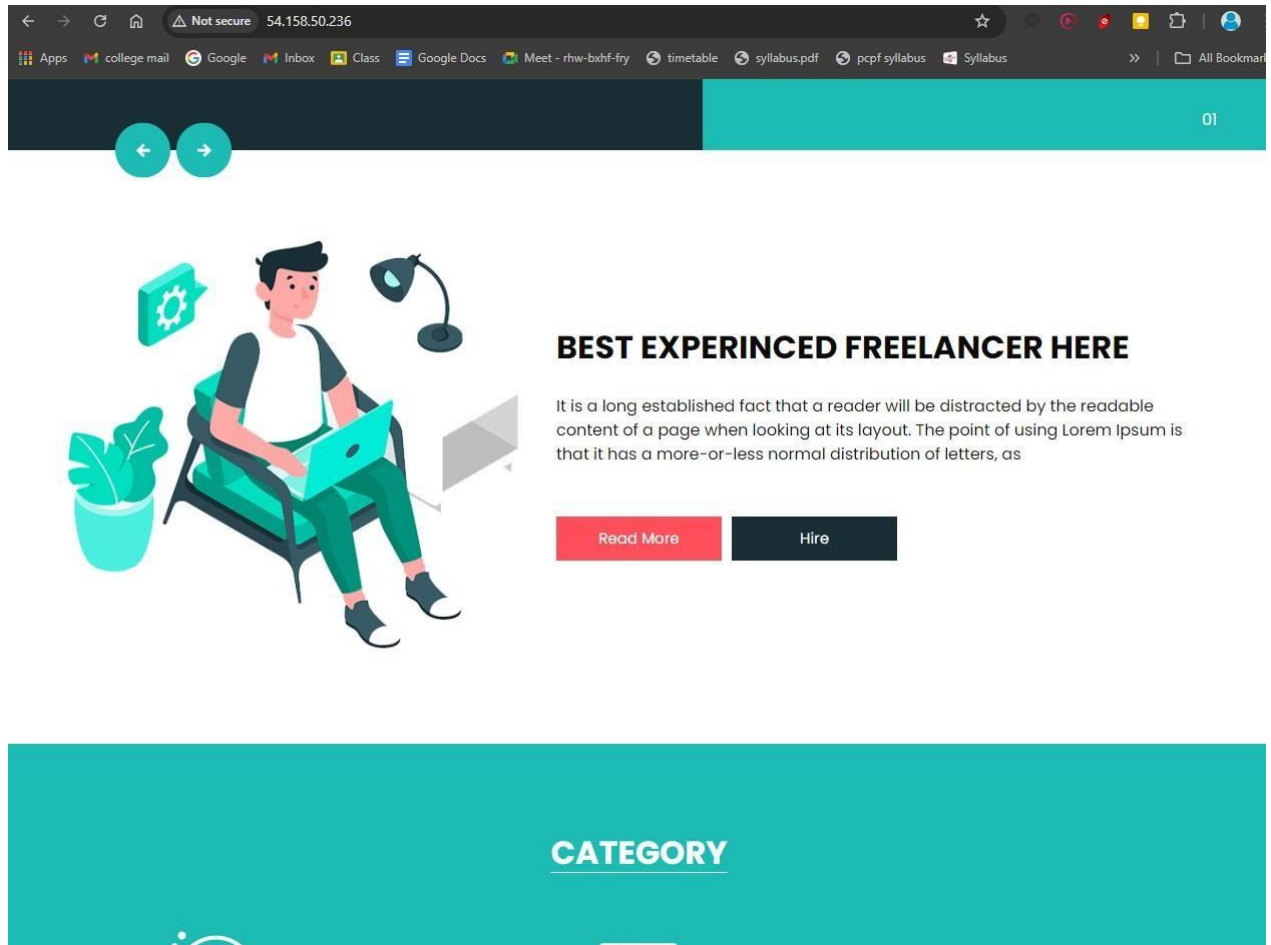 Not secure 54.158.50.236
Apps college mail Google Inbox Class Google Docs Meet - rhw-bxhf-fry timetable syllabus.pdf pcpf syllabus Syllabus » All Bookmark
01
BEST EXPERINCED FREELANCER HERE
It is a long established fact that a reader will be distracted by the readable
content of a page when looking at its layout. The point of using Lorem Ipsum is
that it has a more-or-less normal distribution of letters, as
Read More Hire
CATEGORY